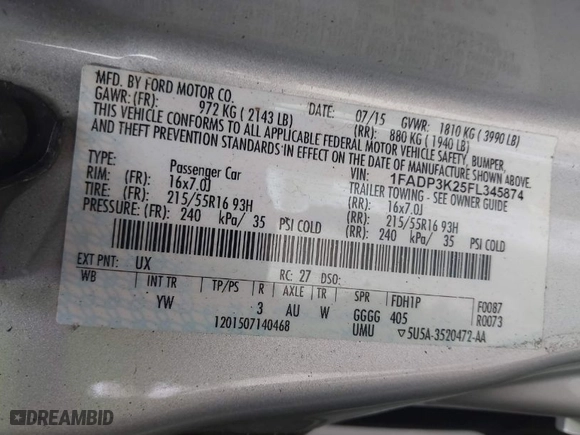 MFD. BY FORD MOTOR CO.
DATE: 07/15 GVWR: 1810 KG ( 3990 LB)
GAWR: (FR): 972 KG ( 2143 LB) (RR): 880 KG ( 1940 LB)
THIS VEHICLE CONFORMS TO ALL APPLICABLE FEDERAL MOTOR VEHICLE SAFETY, BUMPER,
AND THEFT PREVENTION STANDARDS IN EFFECT ON THE DATE OF MANUFACTURE SHOWN ABOVE.
VIN: 1FADP3K25FL345874
TYPE: Passenger Car TRAILER TOWING - SEE OWNER GUIDE
RIM: (FR): 16x7.0J (RR): 16x7.0J
TIRE: (FR): 215/55R16 93H (RR): 215/55R16 93H
PRESSURE: (FR): 240 kPa/ 35 PSI COLD (RR): 240 kPa/ 35 PSI COLD
EXT PNT: UX RC: 27 DSO:
WB INT TR TP/PS R AXLE TR SPR FDH1P F0087
YW 3 AU W GGGG 405 R0073
1201507140468 UMU ▽5U5A-3520472-AA
DREAMBID